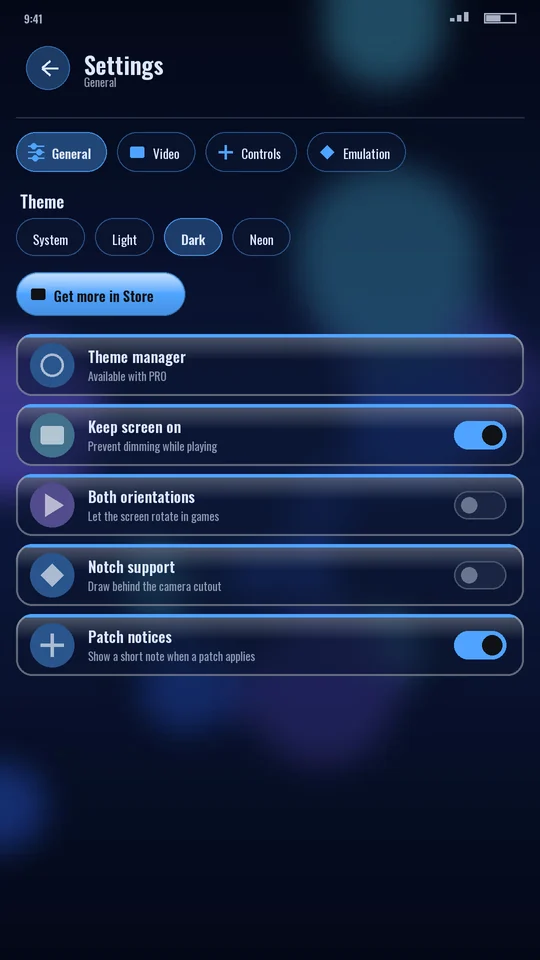 9:41
Settings
General
General
Video
Controls
Emulation
Theme
System
Light
Dark
Neon
Get more in Store
Theme manager
Available with PRO
Keep screen on
Prevent dimming while playing
Both orientations
Let the screen rotate in games
Notch support
Draw behind the camera cutout
Patch notices
Show a short note when a patch applies